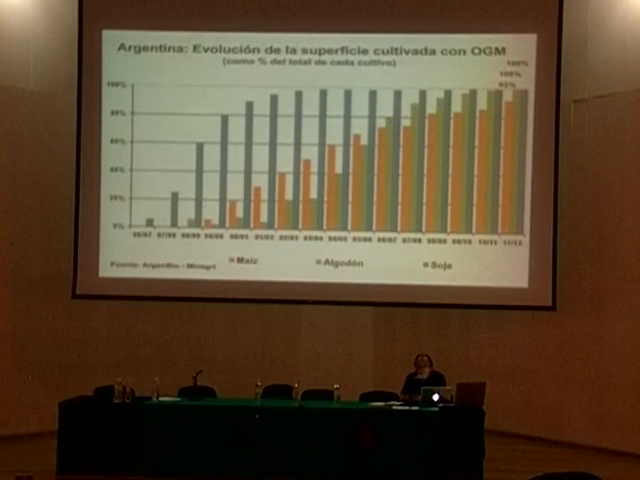 Argentina: Evolución de la superficie cultivada con OGM
(como % del total de cada cultivo)
100%
100%
92%
100%
80%
60%
40%
20%
0%
96/97 97/98 98/99 99/00 00/01 01/02 02/03 03/04 04/05 05/06 06/07 07/08 08/09 09/10 10/11 11/12
Maíz Algodón Soja
Fuente: ArgenBio - Minagri